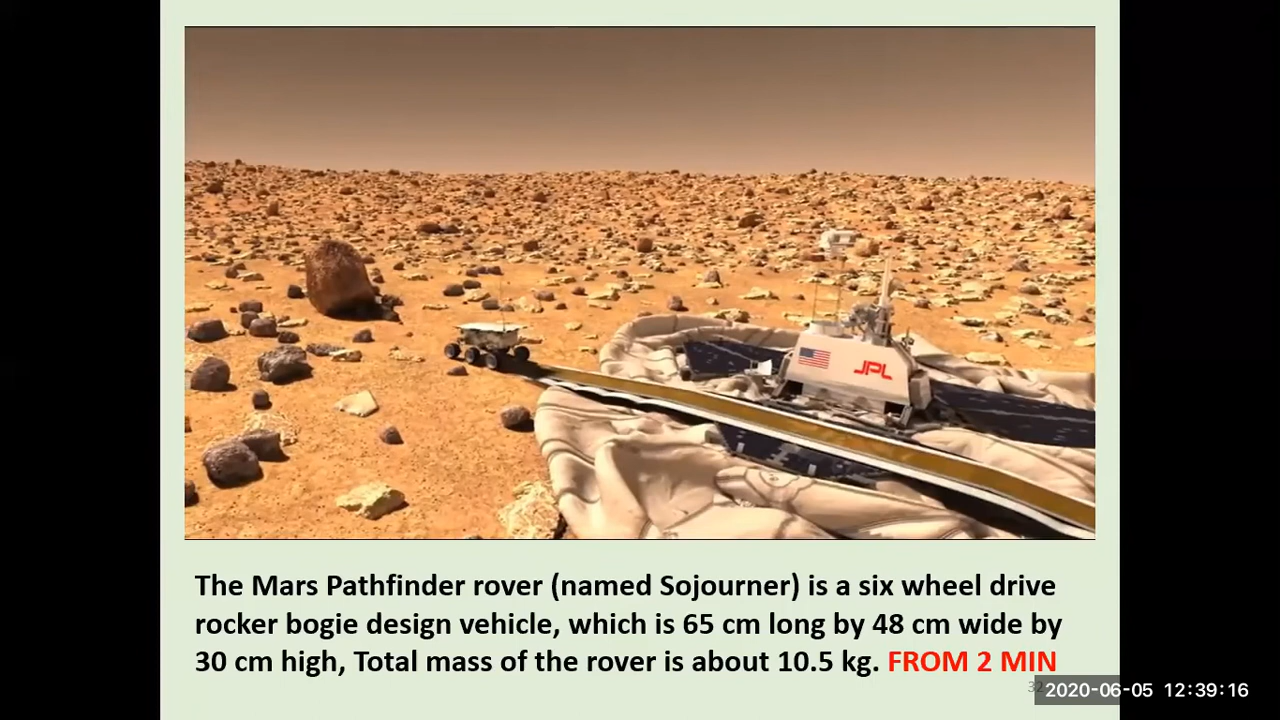 JPL
The Mars Pathfinder rover (named Sojourner) is a six wheel drive
rocker bogie design vehicle, which is 65 cm long by 48 cm wide by
30 cm high, Total mass of the rover is about 10.5 kg. FROM 2 MIN
2020-06-05 12:39:16